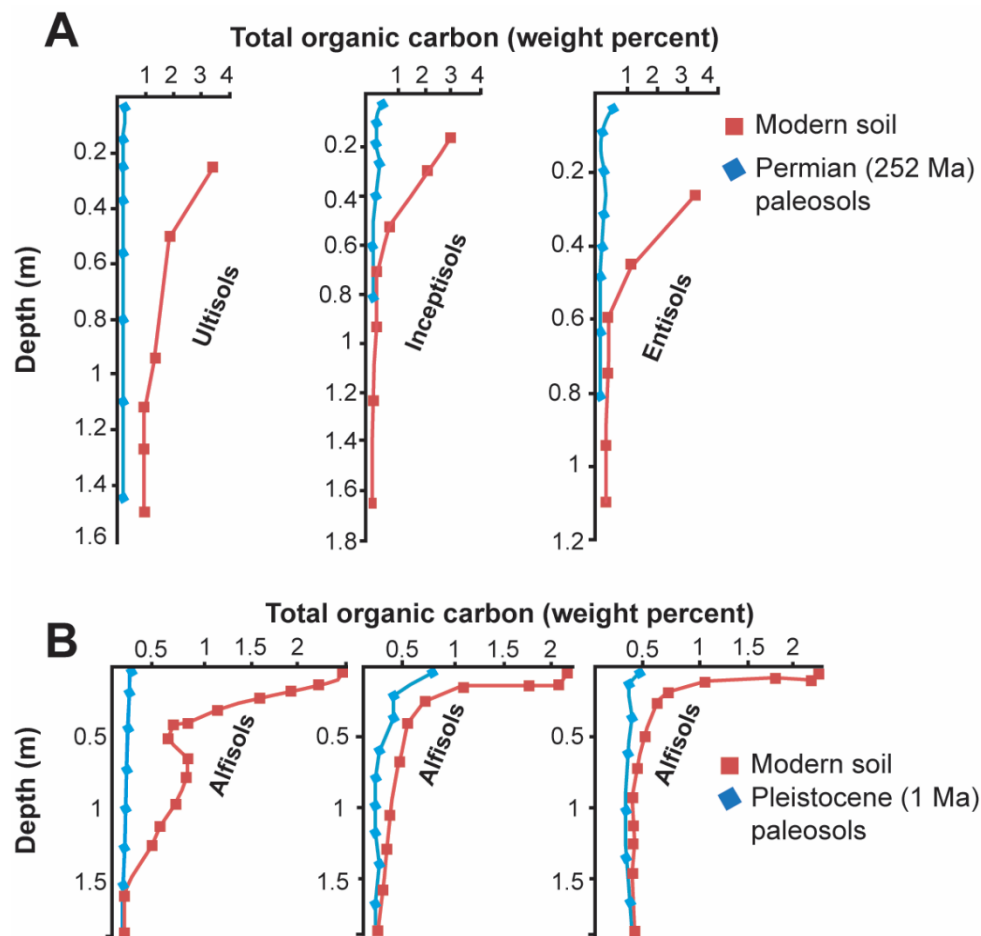 A
Total organic carbon (weight percent)
1 2 3 4
1 2 3 4
1 2 3 4
Depth (m)
0.2
0.4
0.6
0.8
1
1.2
1.4
1.6
Ultisols
0.2
0.4
0.6
0.8
1
1.2
1.4
1.6
1.8
Inceptisols
0.2
0.4
0.6
0.8
1
1.2
Entisols
Modern soil
Permian (252 Ma)
paleosols
B
Total organic carbon (weight percent)
0.5 1 1.5 2
0.5 1 1.5 2
0.5 1 1.5 2
Depth (m)
0.5
1
1.5
Alfisols
0.5
1
1.5
Alfisols
0.5
1
1.5
Alfisols
Modern soil
Pleistocene (1 Ma)
paleosols